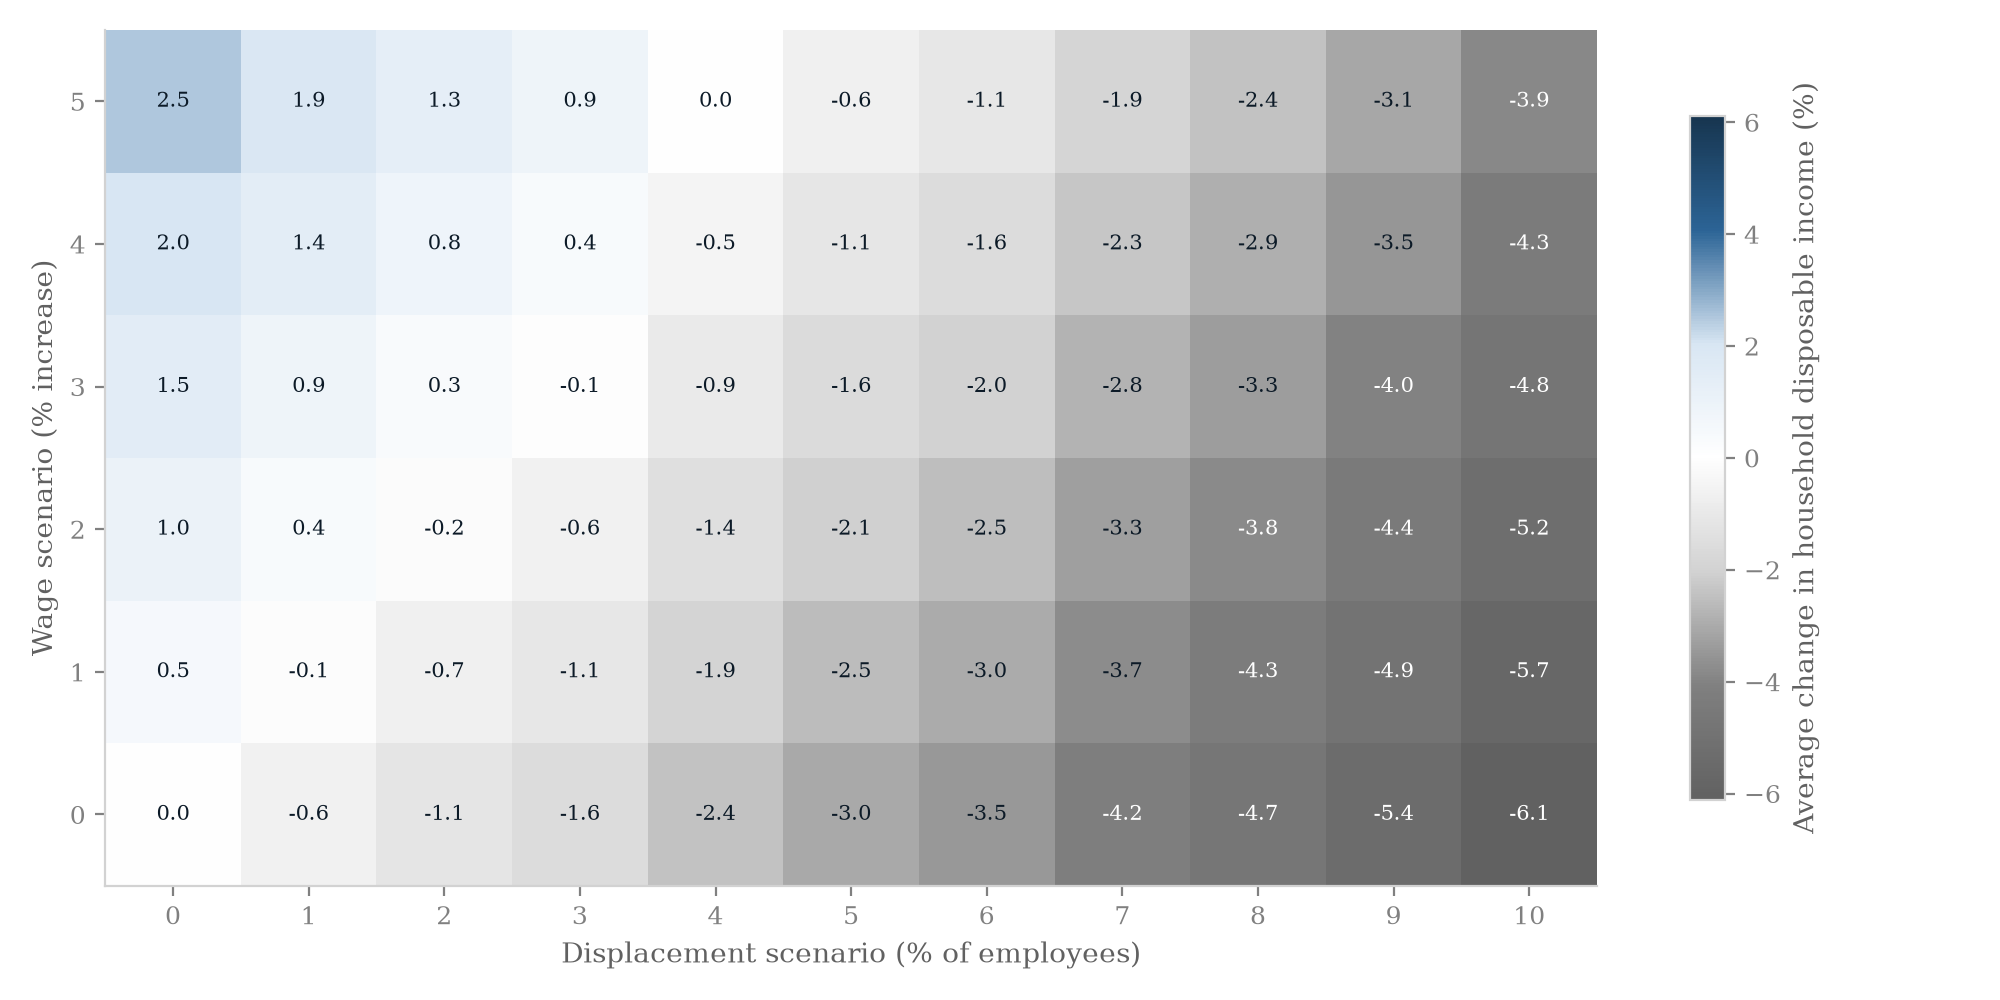 5 2.5 1.9 1.3 0.9 0.0 -0.6 -1.1 -1.9 -2.4 -3.1 -3.9
4 2.0 1.4 0.8 0.4 -0.5 -1.1 -1.6 -2.3 -2.9 -3.5 -4.3
3 1.5 0.9 0.3 -0.1 -0.9 -1.6 -2.0 -2.8 -3.3 -4.0 -4.8
2 1.0 0.4 -0.2 -0.6 -1.4 -2.1 -2.5 -3.3 -3.8 -4.4 -5.2
1 0.5 -0.1 -0.7 -1.1 -1.9 -2.5 -3.0 -3.7 -4.3 -4.9 -5.7
0 0.0 -0.6 -1.1 -1.6 -2.4 -3.0 -3.5 -4.2 -4.7 -5.4 -6.1
0 1 2 3 4 5 6 7 8 9 10
Wage scenario (% increase)
Displacement scenario (% of employees)
6
4
2
0
−2
−4
−6
Average change in household disposable income (%)